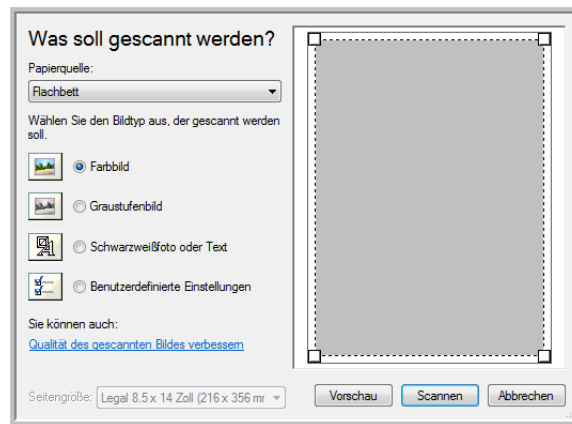 Was soll gescannt werden?
Papierquelle:
Flachbett
Wählen Sie den Bildtyp aus, der gescannt werden
soll.
Farbbild
Graustufenbild
Schwarzweißfoto oder Text
Benutzerdefinierte Einstellungen
Sie können auch:
Qualität des gescannten Bildes verbessern
Seitengröße: Legal 8.5 x 14 Zoll (216 x 356 mr
Vorschau Scannen Abbrechen